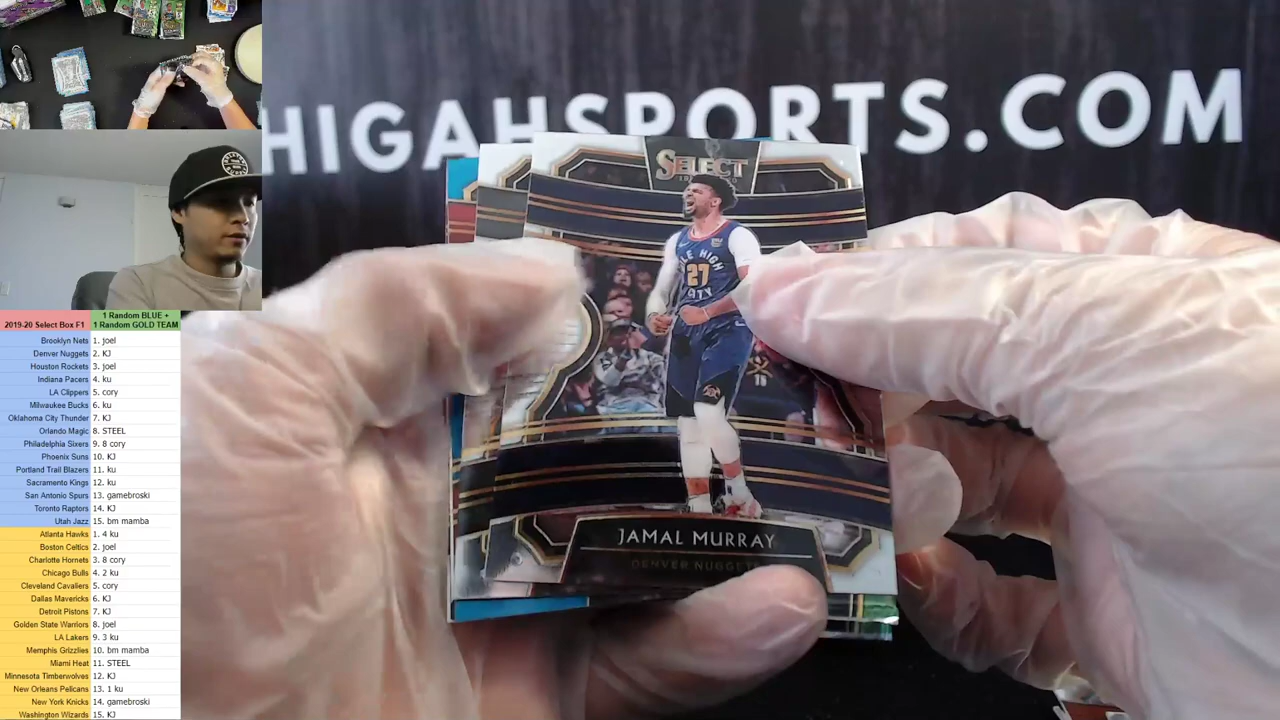 HIGAHSPORTS.COM
SELECT
MILE HIGH
27
CITY
JAMAL MURRAY
DENVER NUGGETS
2019-20 Select Box F1
1 Random BLUE +
1 Random GOLD TEAM
Brooklyn Nets 1. joel
Denver Nuggets 2. KJ
Houston Rockets 3. joel
Indiana Pacers 4. ku
LA Clippers 5. cory
Milwaukee Bucks 6. ku
Oklahoma City Thunder 7. KJ
Orlando Magic 8. STEEL
Philadelphia Sixers 9. 8 cory
Phoenix Suns 10. KJ
Portland Trail Blazers 11. ku
Sacramento Kings 12. ku
San Antonio Spurs 13. gamebroski
Toronto Raptors 14. KJ
Utah Jazz 15. bm mamba
Atlanta Hawks 1. 4 ku
Boston Celtics 2. joel
Charlotte Hornets 3. 8 cory
Chicago Bulls 4. 2 ku
Cleveland Cavaliers 5. cory
Dallas Mavericks 6. KJ
Detroit Pistons 7. KJ
Golden State Warriors 8. joel
LA Lakers 9. 3 ku
Memphis Grizzlies 10. bm mamba
Miami Heat 11. STEEL
Minnesota Timberwolves 12. KJ
New Orleans Pelicans 13. 1 ku
New York Knicks 14. gamebroski
Washington Wizards 15. KJ